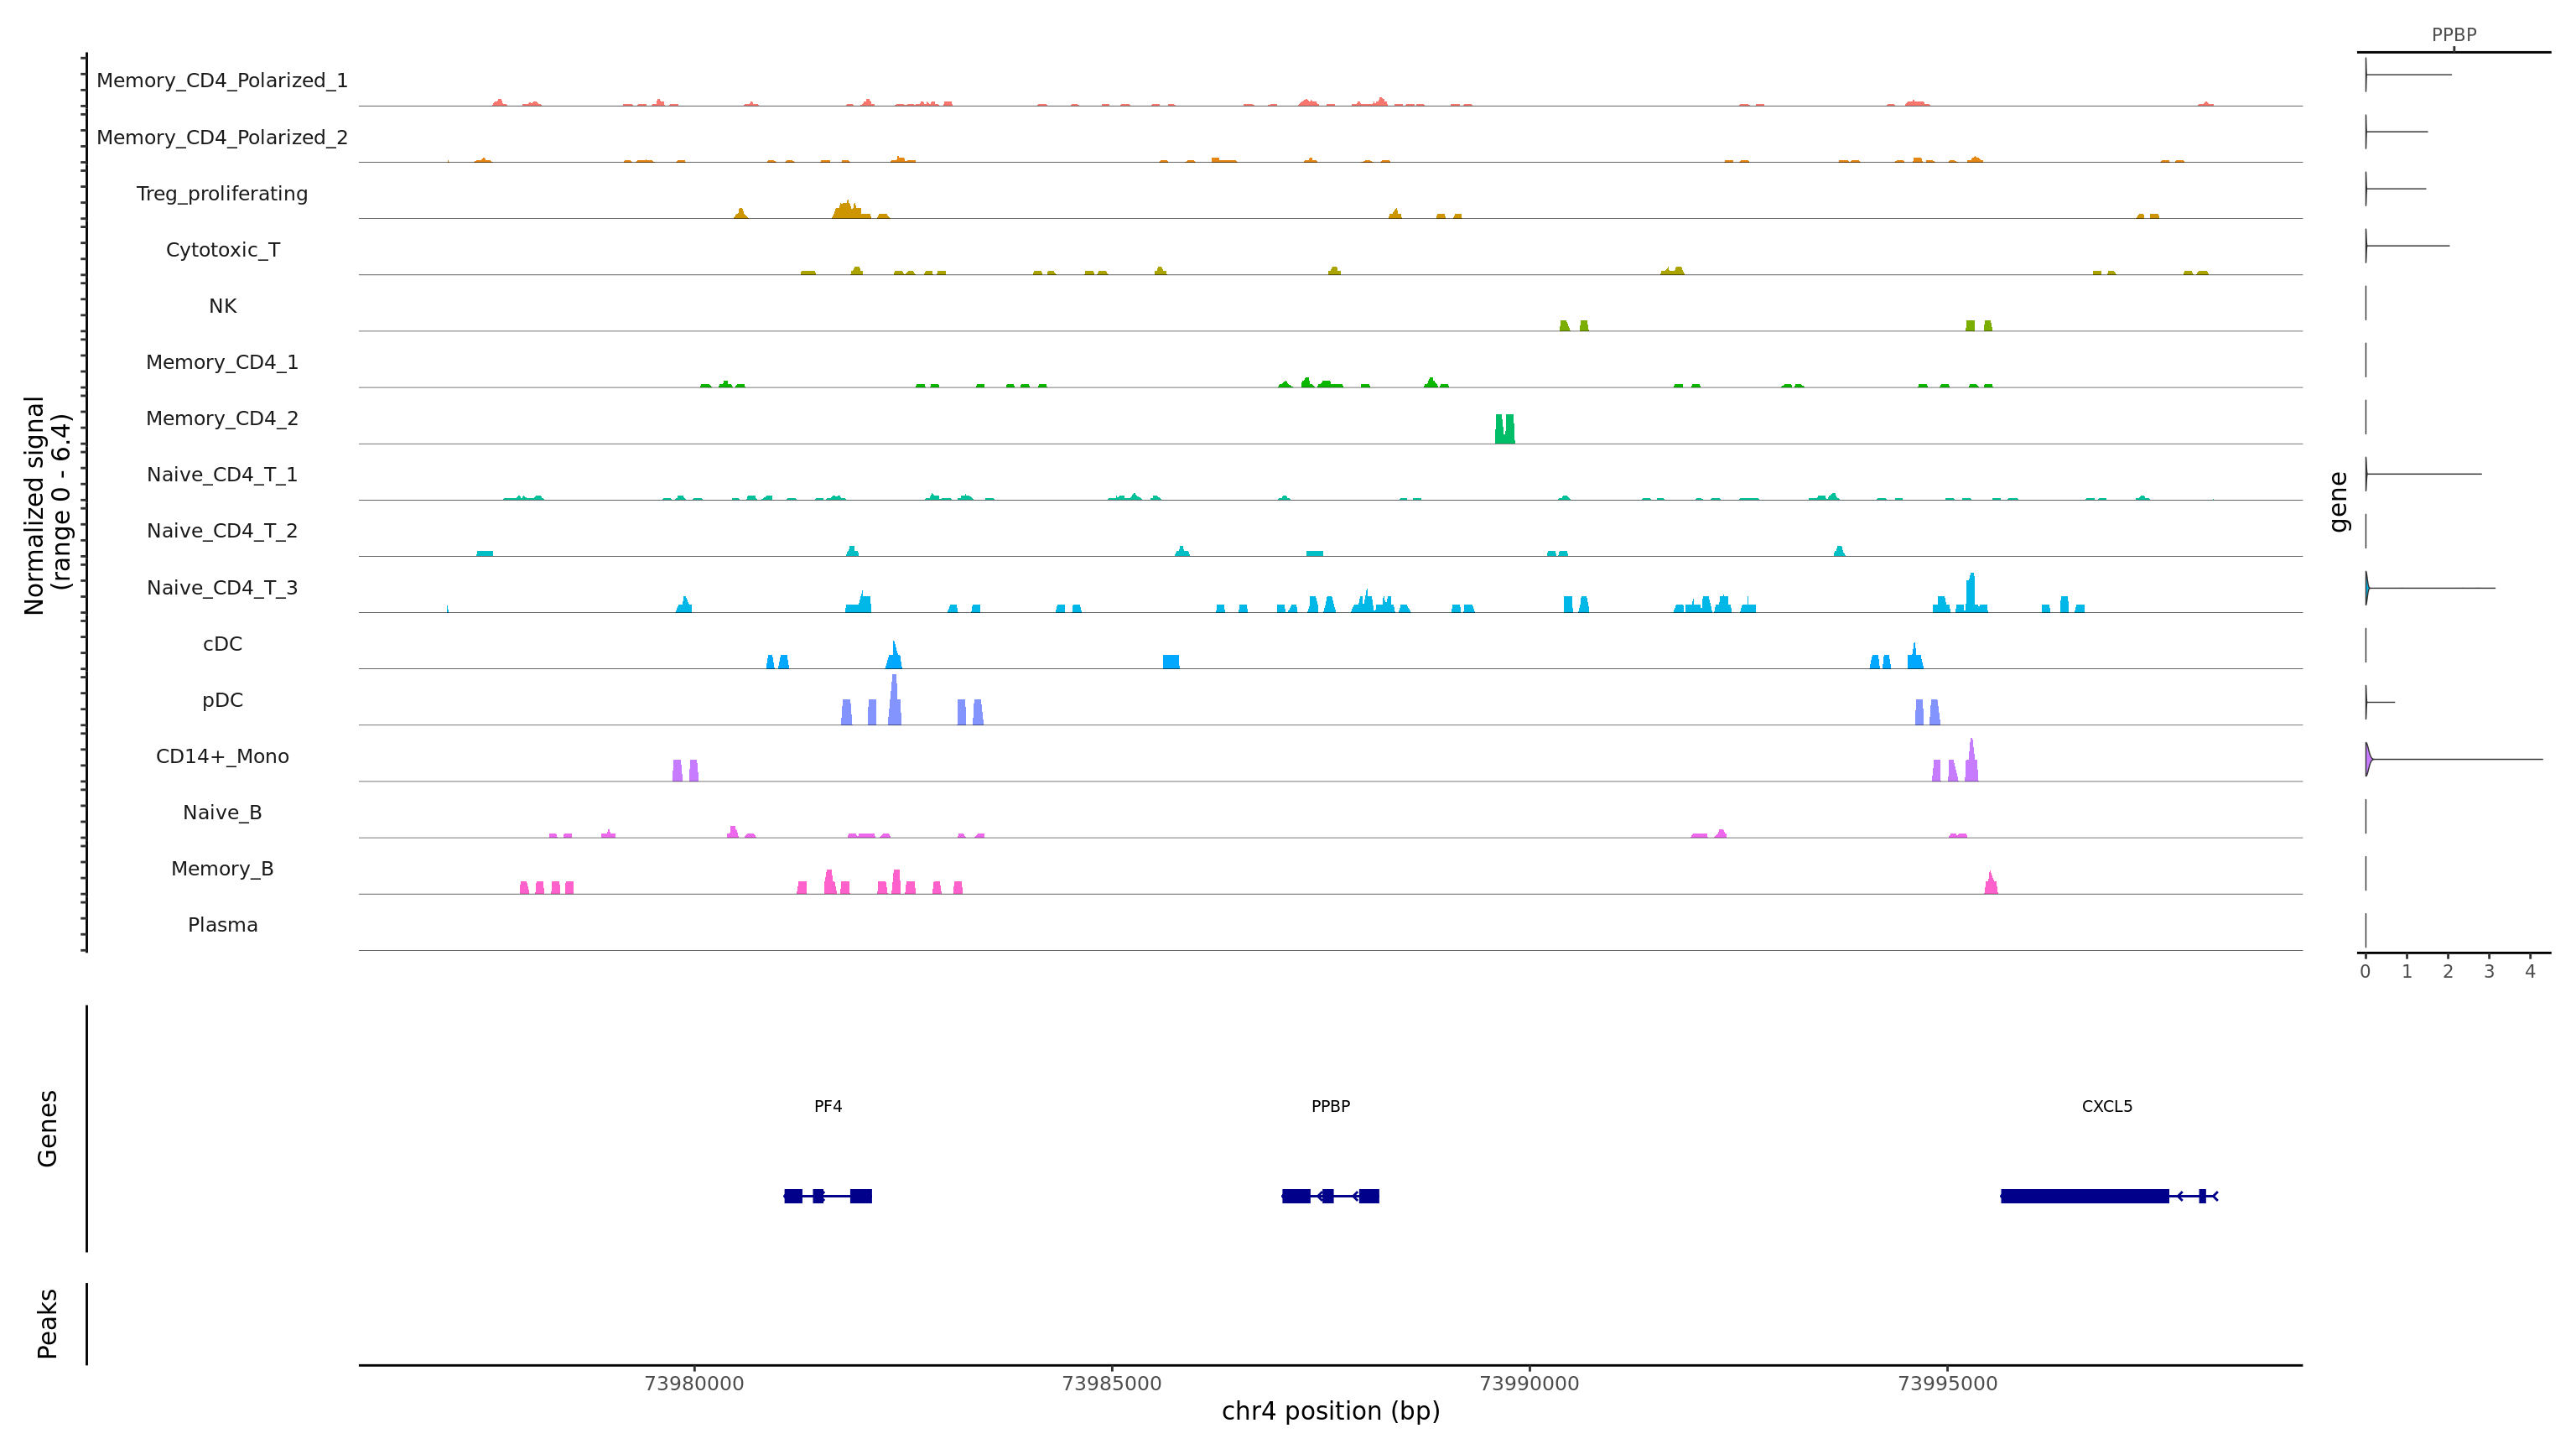 PPBP
Memory_CD4_Polarized_1
Memory_CD4_Polarized_2
Treg_proliferating
Cytotoxic_T
NK
Memory_CD4_1
Memory_CD4_2
Naive_CD4_T_1
Naive_CD4_T_2
Naive_CD4_T_3
cDC
pDC
CD14+_Mono
Naive_B
Memory_B
Plasma
Normalized signal
(range 0 - 6.4)
gene
0 1 2 3 4
Genes
PF4 PPBP CXCL5
Peaks
73980000 73985000 73990000 73995000
chr4 position (bp)